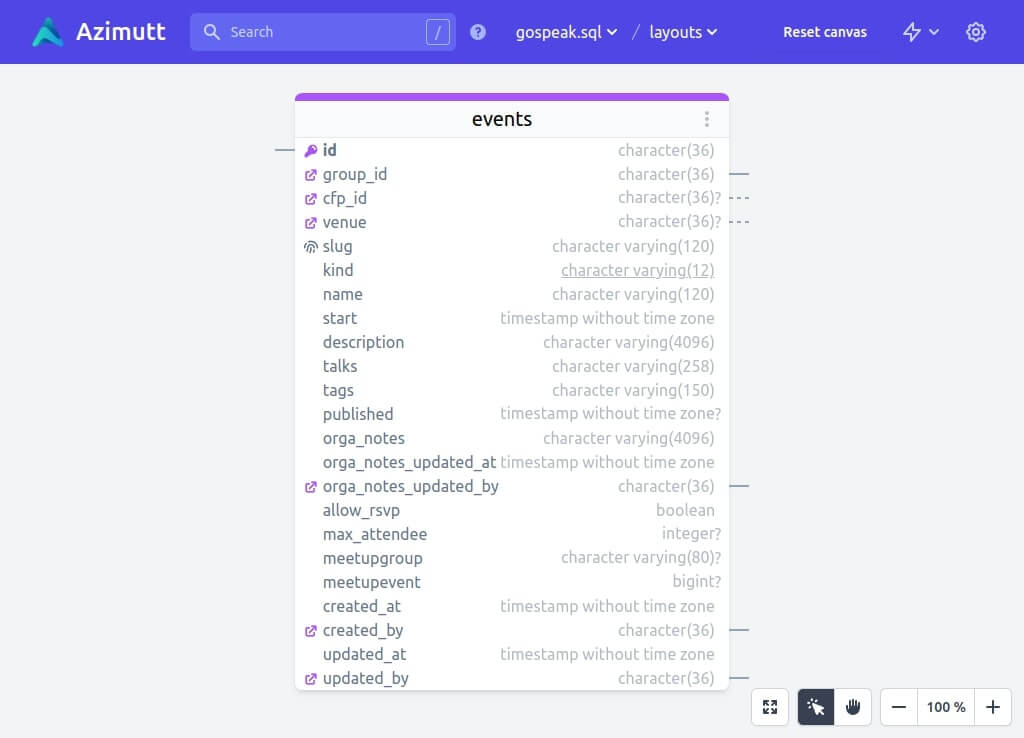 Azimutt Search / ? gospeak.sql / layouts Reset canvas
events
id character(36)
group_id character(36)
cfp_id character(36)?
venue character(36)?
slug character varying(120)
kind character varying(12)
name character varying(120)
start timestamp without time zone
description character varying(4096)
talks character varying(258)
tags character varying(150)
published timestamp without time zone?
orga_notes character varying(4096)
orga_notes_updated_at timestamp without time zone
orga_notes_updated_by character(36)
allow_rsvp boolean
max_attendee integer?
meetupgroup character varying(80)?
meetupevent bigint?
created_at timestamp without time zone
created_by character(36)
updated_at timestamp without time zone
updated_by character(36)
100 %